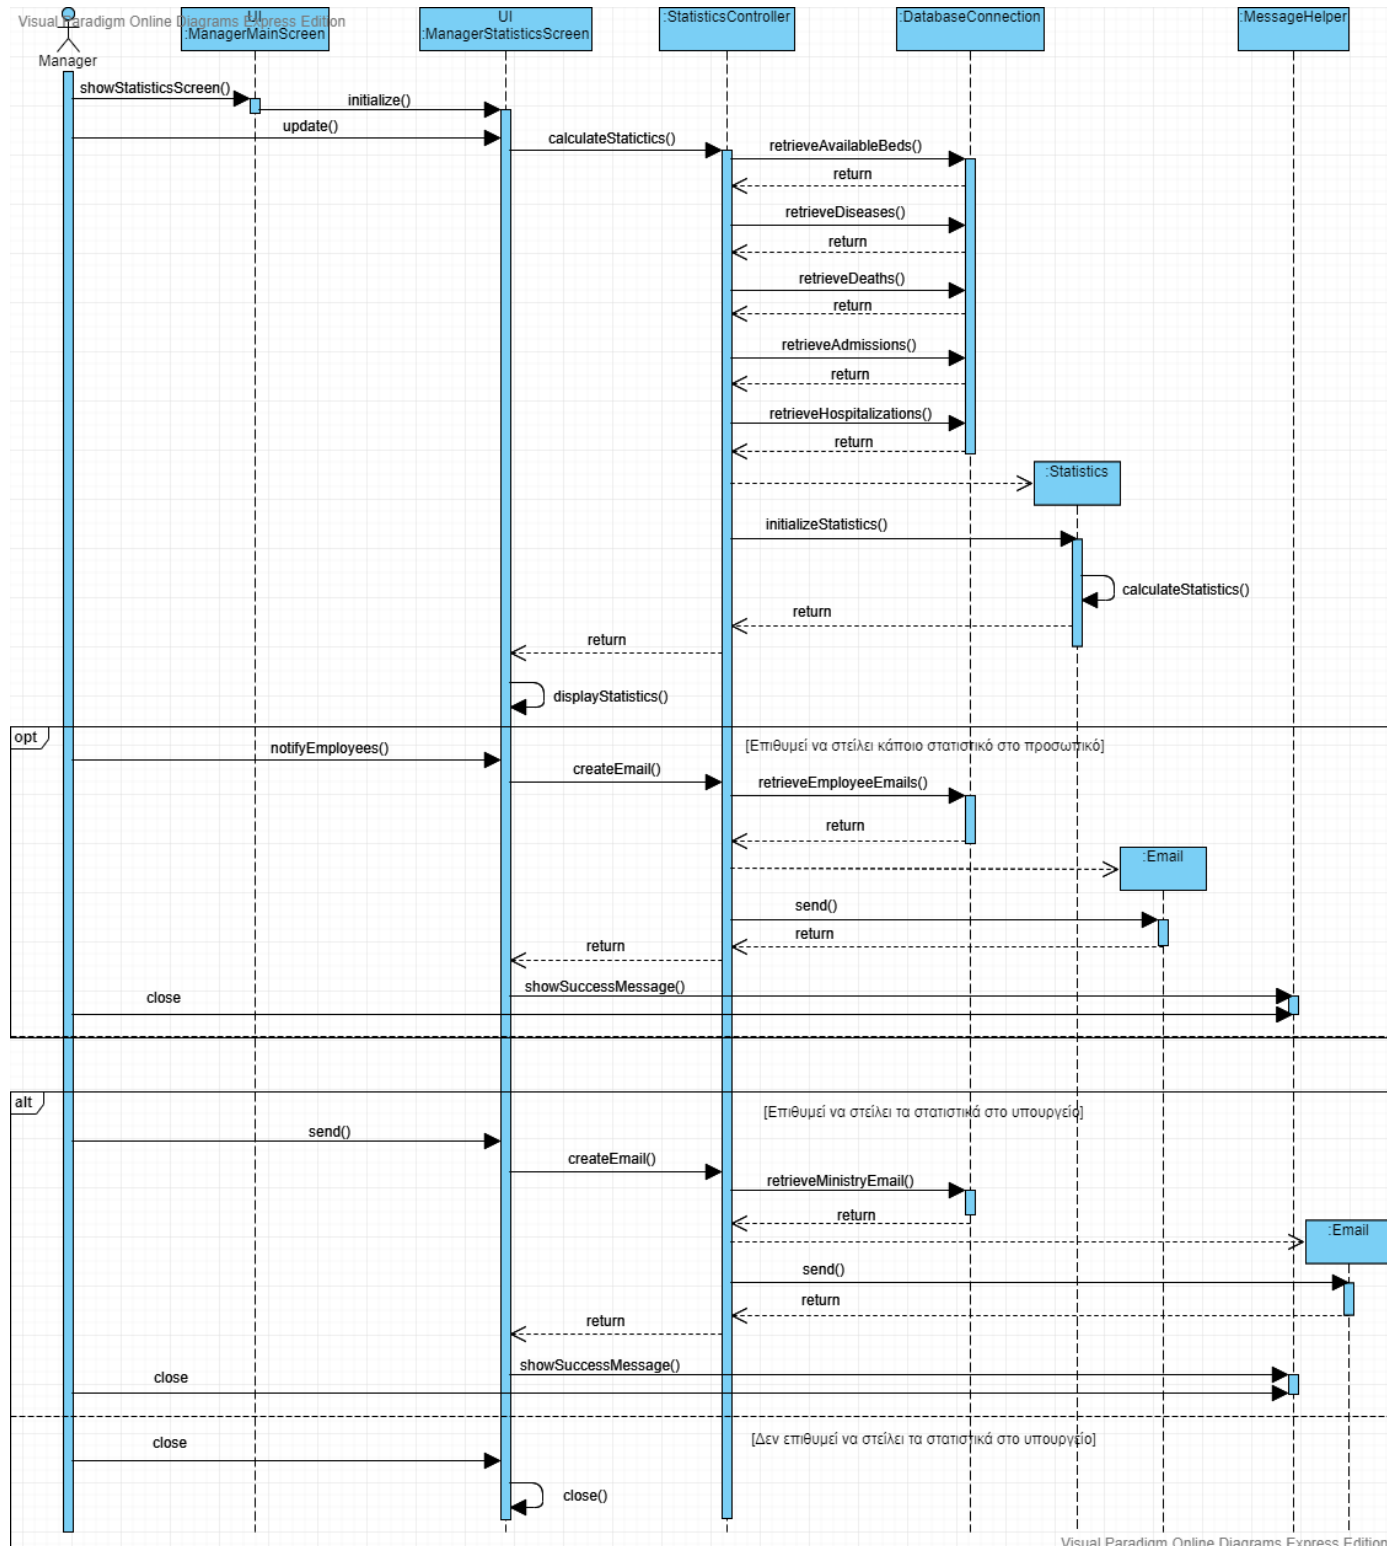 Visual Paradigm Online Diagrams Express Edition
Manager
UI
:ManagerMainScreen
UI
:ManagerStatisticsScreen
:StatisticsController
:DatabaseConnection
:MessageHelper
showStatisticsScreen()
initialize()
update()
calculateStatictics()
retrieveAvailableBeds()
return
retrieveDiseases()
return
retrieveDeaths()
return
retrieveAdmissions()
return
retrieveHospitalizations()
return
:Statistics
initializeStatistics()
calculateStatistics()
return
return
displayStatistics()
opt
[Επιθυμεί να στείλει κάποιο στατιστικό στο προσωπικό]
notifyEmployees()
createEmail()
retrieveEmployeeEmails()
return
:Email
send()
return
return
showSuccessMessage()
close
alt
[Επιθυμεί να στείλει τα στατιστικά στο υπουργείο]
send()
createEmail()
retrieveMinistryEmail()
return
:Email
send()
return
return
showSuccessMessage()
close
[Δεν επιθυμεί να στείλει τα στατιστικά στο υπουργείο]
close
close()
Visual Paradigm Online Diagrams Express Edition